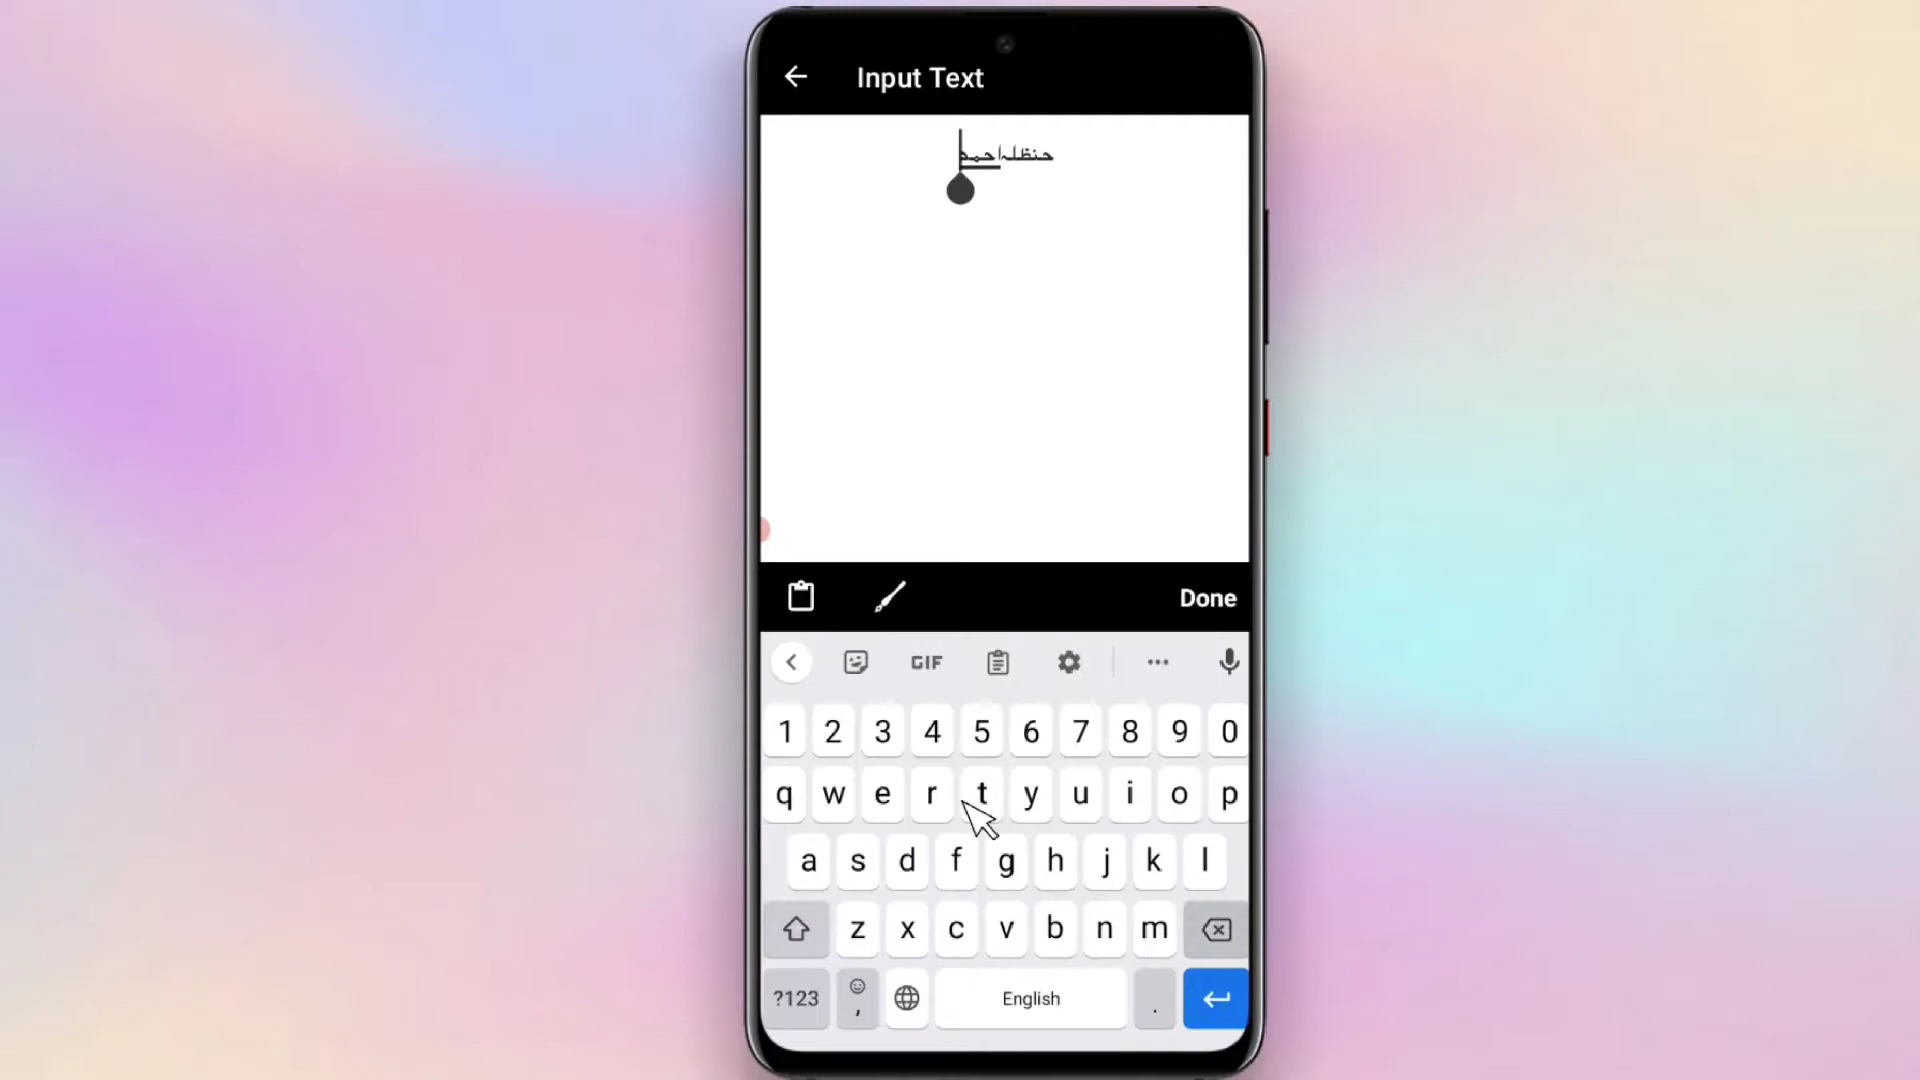 Input Text
حنظلہ احمد
Done
GIF
1 2 3 4 5 6 7 8 9 0
q w e r t y u i o p
a s d f g h j k l
z x c v b n m
?123 , English .